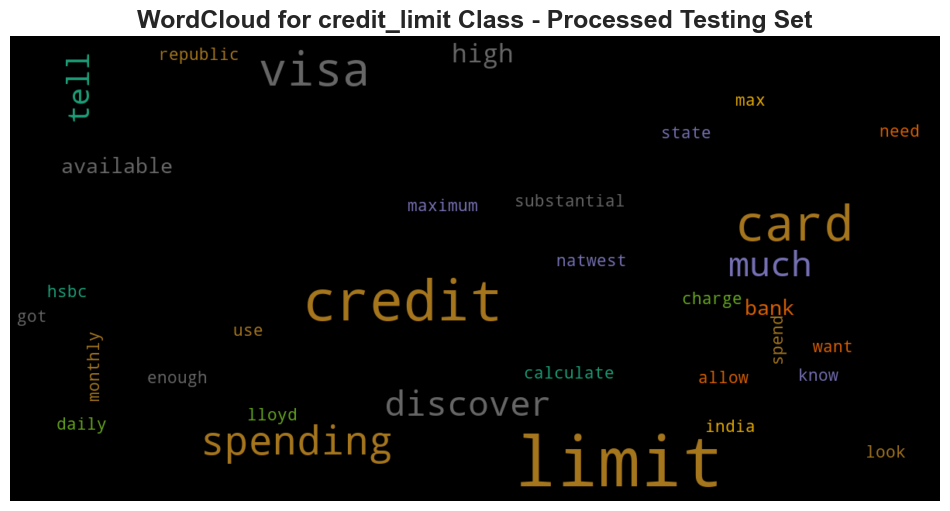 WordCloud for credit_limit Class - Processed Testing Set
republic
visa
high
tell
max
state
need
available
maximum
substantial
card
natwest
much
hsbc
credit
charge
bank
got
use
spend
want
monthly
enough
calculate
allow
know
discover
daily
lloyd
india
spending
limit
look